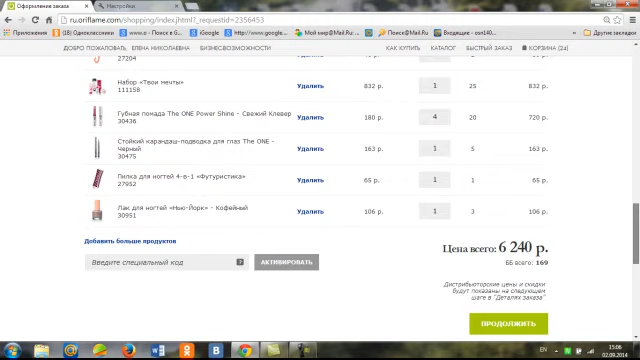 Оформление заказа
Настройки
ru.oriflame.com/shopping/index.jhtml?_requestid=2356453
Приложения (18) Одноклассники iGoogle http://www.google... Мой мир@Mail.Ru Поиск@Mail.Ru Другие закладки
ДОБРО ПОЖАЛОВАТЬ, ЕЛЕНА НИКОЛАЕВНА БИЗНЕСВОЗМОЖНОСТИ КАК КУПИТЬ КАТАЛОГ БЫСТРЫЙ ЗАКАЗ КОРЗИНА (24)
27204
Набор «Твои мечты»
111158
Удалить 832 р. 1 25 832 р.
Губная помада The ONE Power Shine - Свежий Клевер
30436
Удалить 180 р. 4 20 720 р.
Стойкий карандаш-подводка для глаз The ONE -
Черный
30475
Удалить 163 р. 1 5 163 р.
Пилка для ногтей 4-в-1 «Футуристика»
27952
Удалить 65 р. 1 1 65 р.
Лак для ногтей «Нью-Йорк» - Кофейный
30951
Удалить 106 р. 1 3 106 р.
Добавить больше продуктов
Введите специальный код ? АКТИВИРОВАТЬ
Цена всего: 6 240 р.
ББ всего: 169
Дистрибьюторские цены и скидки
будут показаны на следующем
шаге в "Деталях заказа"
ПРОДОЛЖИТЬ
EN
15:06
02.09.2014